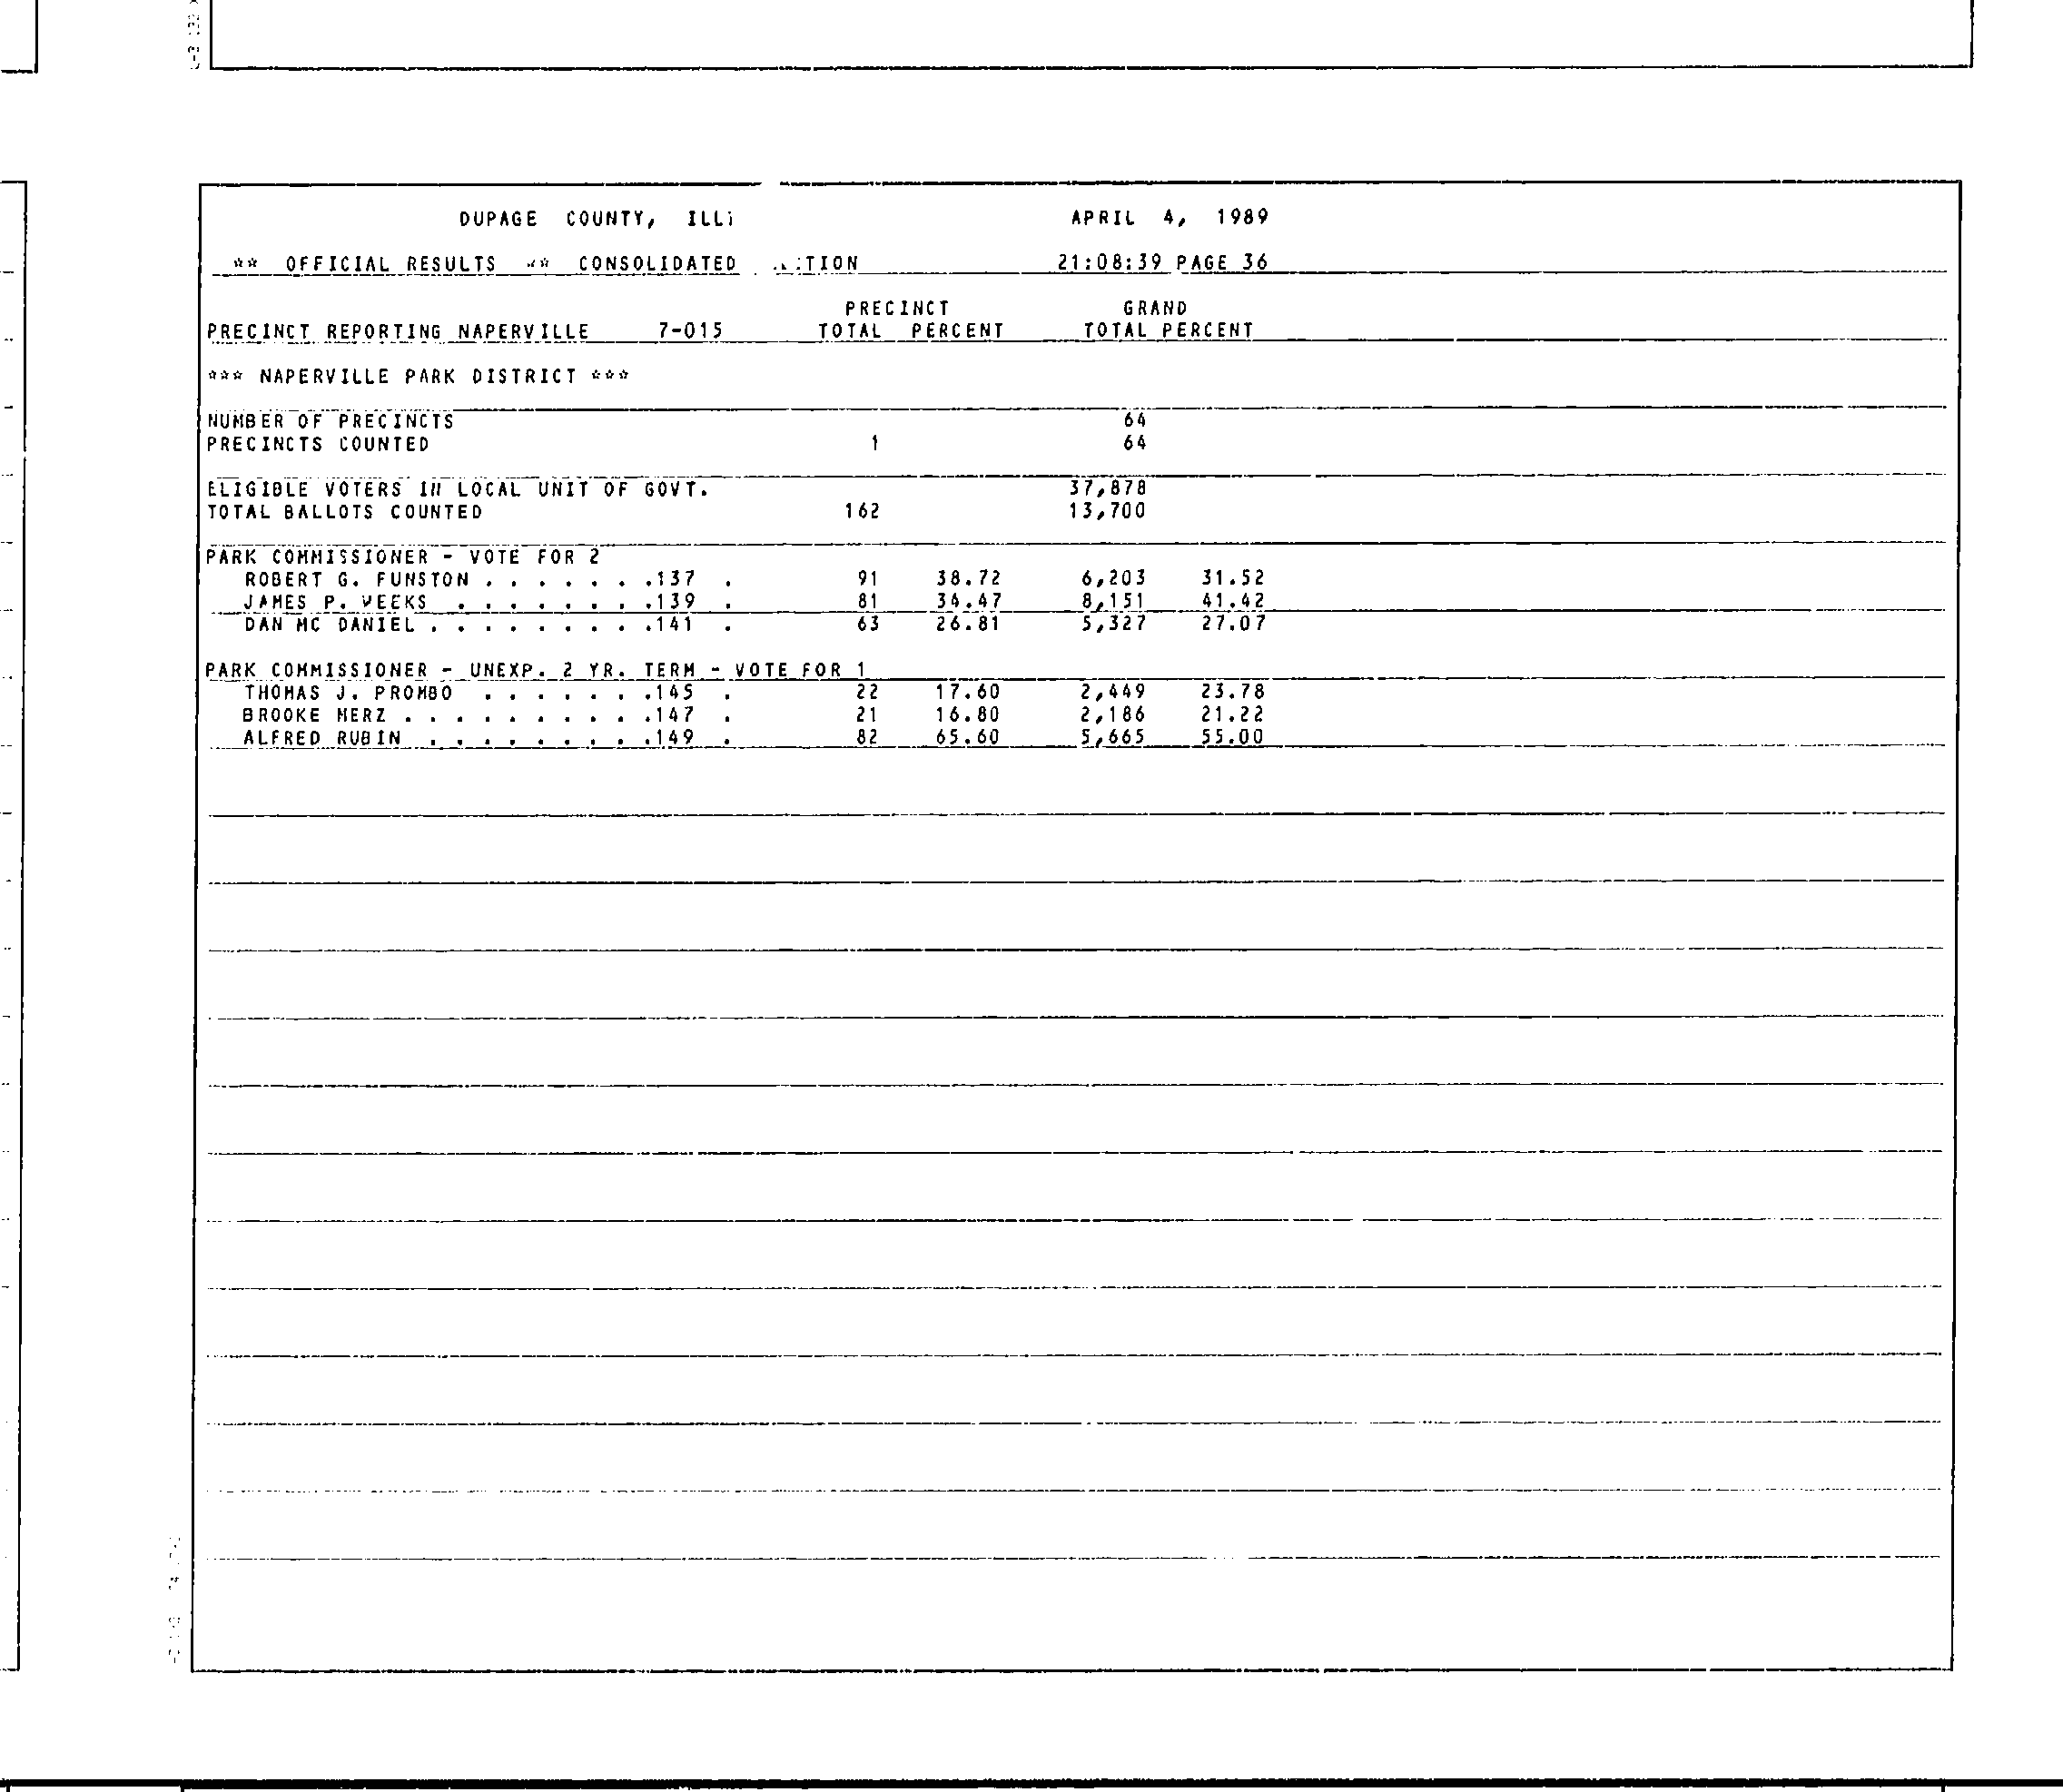 DUPAGE COUNTY, ILL
APRIL 4, 1989
** OFFICIAL RESULTS ** CONSOLIDATED TION 21:08:39 PAGE 36
PRECINCT GRAND
PRECINCT REPORTING NAPERVILLE 7-015 TOTAL PERCENT TOTAL PERCENT
*** NAPERVILLE PARK DISTRICT ***
NUMBER OF PRECINCTS 64
PRECINCTS COUNTED 1 64
ELIGIBLE VOTERS IN LOCAL UNIT OF GOVT. 37,878
TOTAL BALLOTS COUNTED 162 13,700
PARK COMMISSIONER - VOTE FOR 2
ROBERT G. FUNSTON . . . . . . .137 . 91 38.72 6,203 31.52
JAMES P. WEEKS . . . . . . . .139 . 81 34.47 8,151 41.42
DAN MC DANIEL . . . . . . . . .141 . 63 26.81 5,327 27.07
PARK COMMISSIONER - UNEXP. 2 YR. TERM - VOTE FOR 1
THOMAS J. PROMBO . . . . . . .145 . 22 17.60 2,449 23.78
BROOKE MERZ . . . . . . . . . .147 . 21 16.80 2,186 21.22
ALFRED RUBIN . . . . . . . . .149 . 82 65.60 5,665 55.00